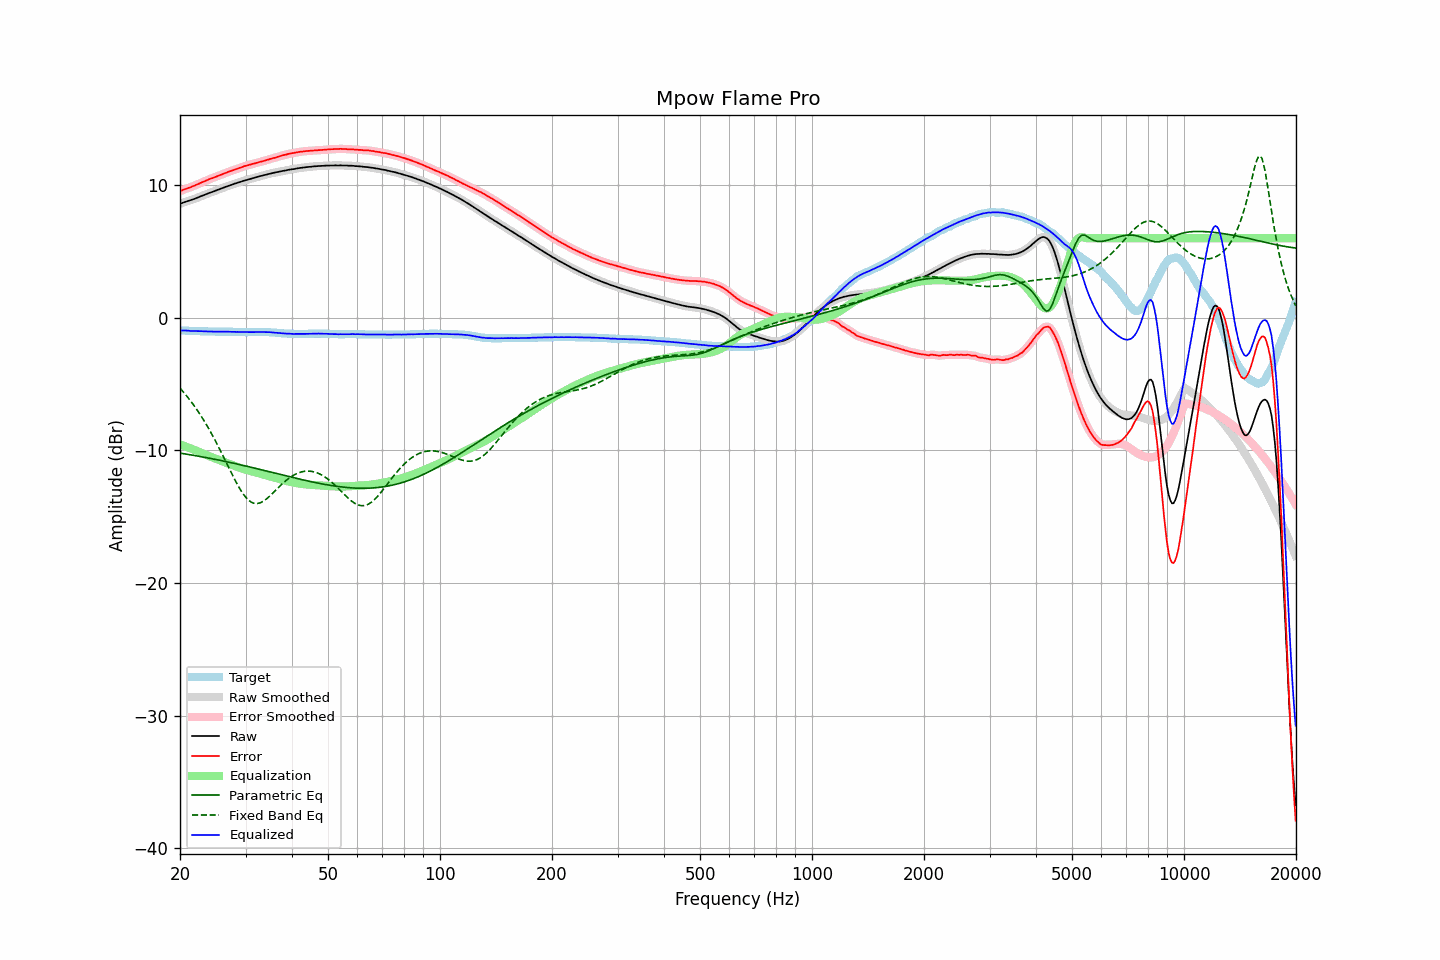 Mpow Flame Pro
Amplitude (dBr)
10
0
−10
−20
−30
−40
Target
Raw Smoothed
Error Smoothed
Raw
Error
Equalization
Parametric Eq
Fixed Band Eq
Equalized
20 50 100 200 500 1000 2000 5000 10000 20000
Frequency (Hz)